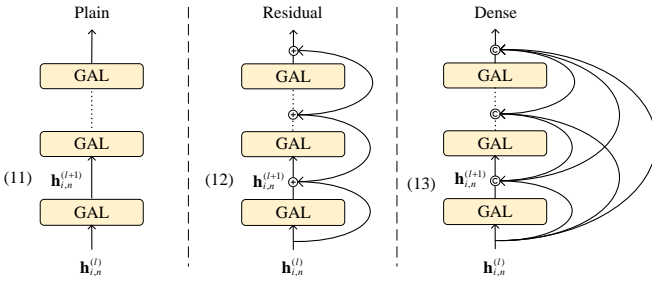 Plain
GAL
GAL
(11) h_{i,n}^{(l+1)}
GAL
h_{i,n}^{(l)}
Residual
GAL
GAL
(12) h_{i,n}^{(l+1)}
GAL
h_{i,n}^{(l)}
Dense
C
GAL
C
GAL
(13) h_{i,n}^{(l+1)} C
GAL
h_{i,n}^{(l)}